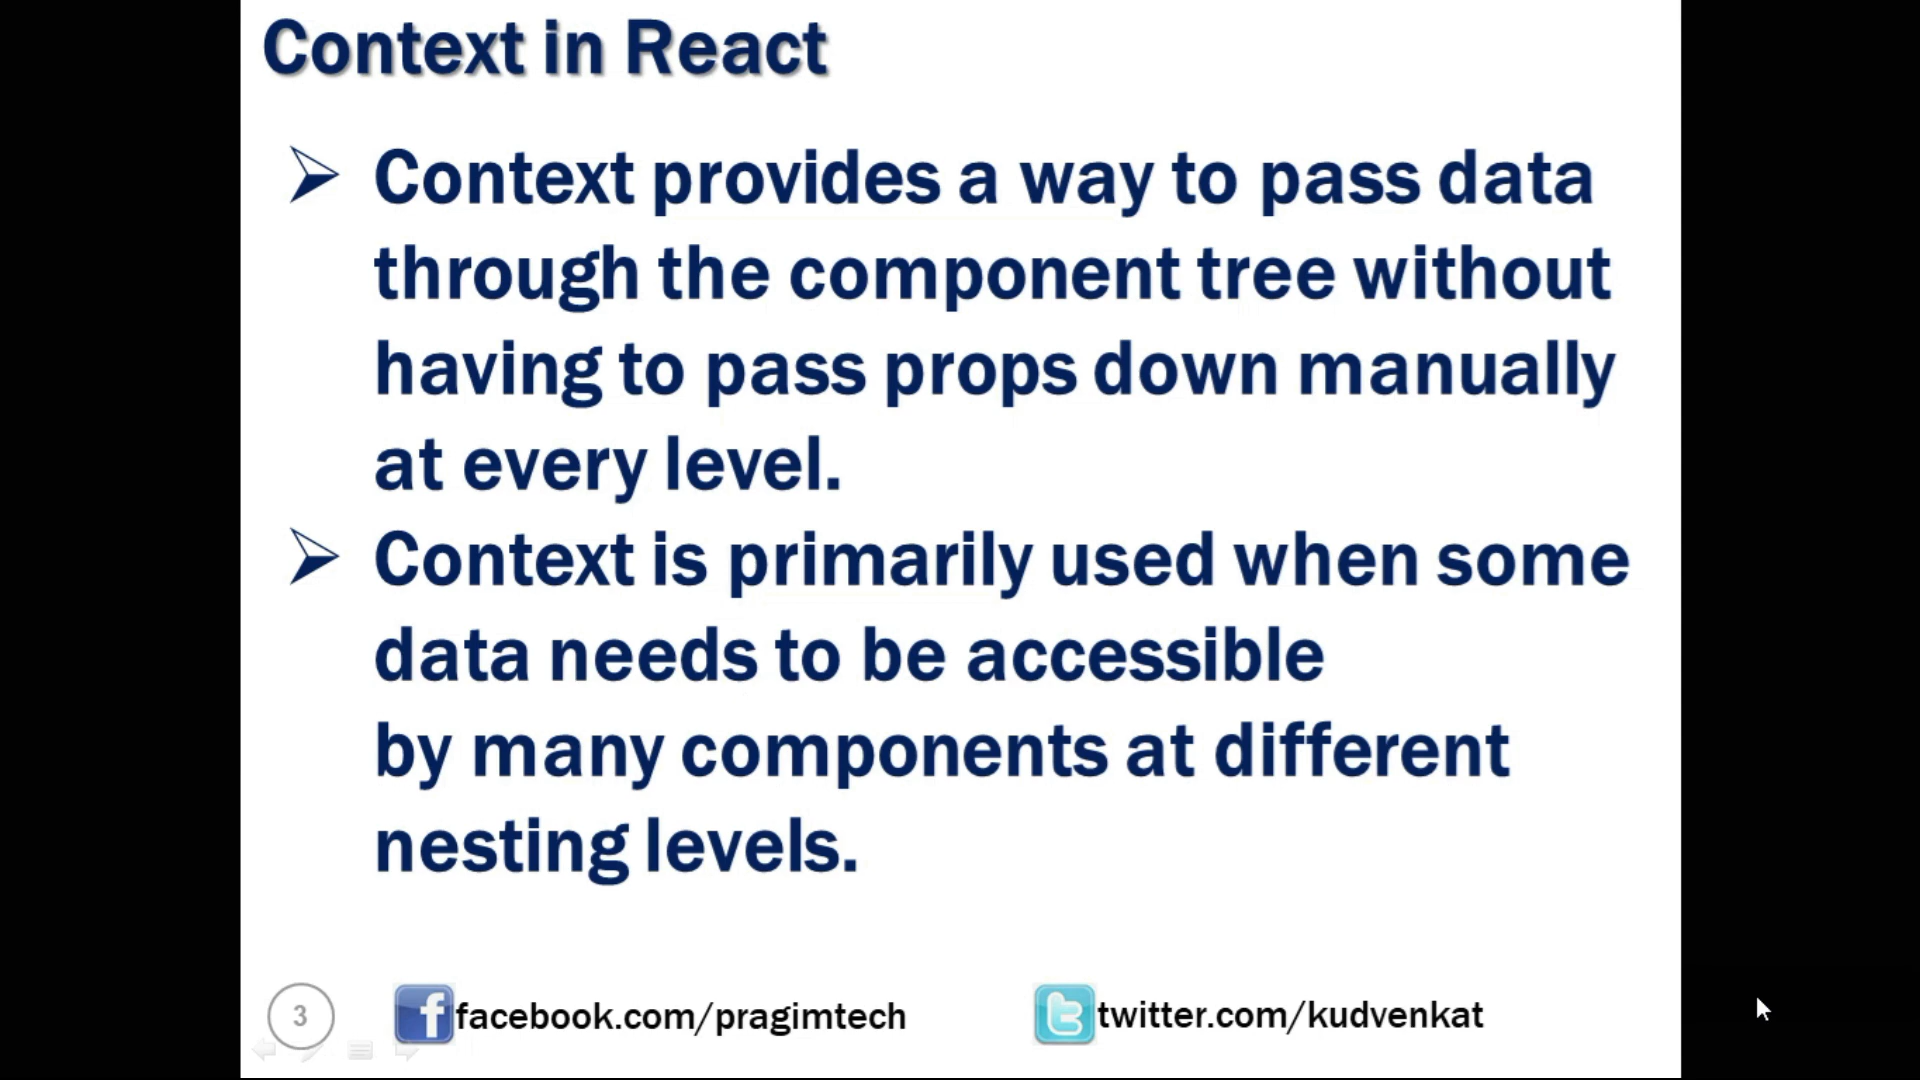 Context in React
Context provides a way to pass data
through the component tree without
having to pass props down manually
at every level.
Context is primarily used when some
data needs to be accessible
by many components at different
nesting levels.
3
f facebook.com/pragimtech
t twitter.com/kudvenkat